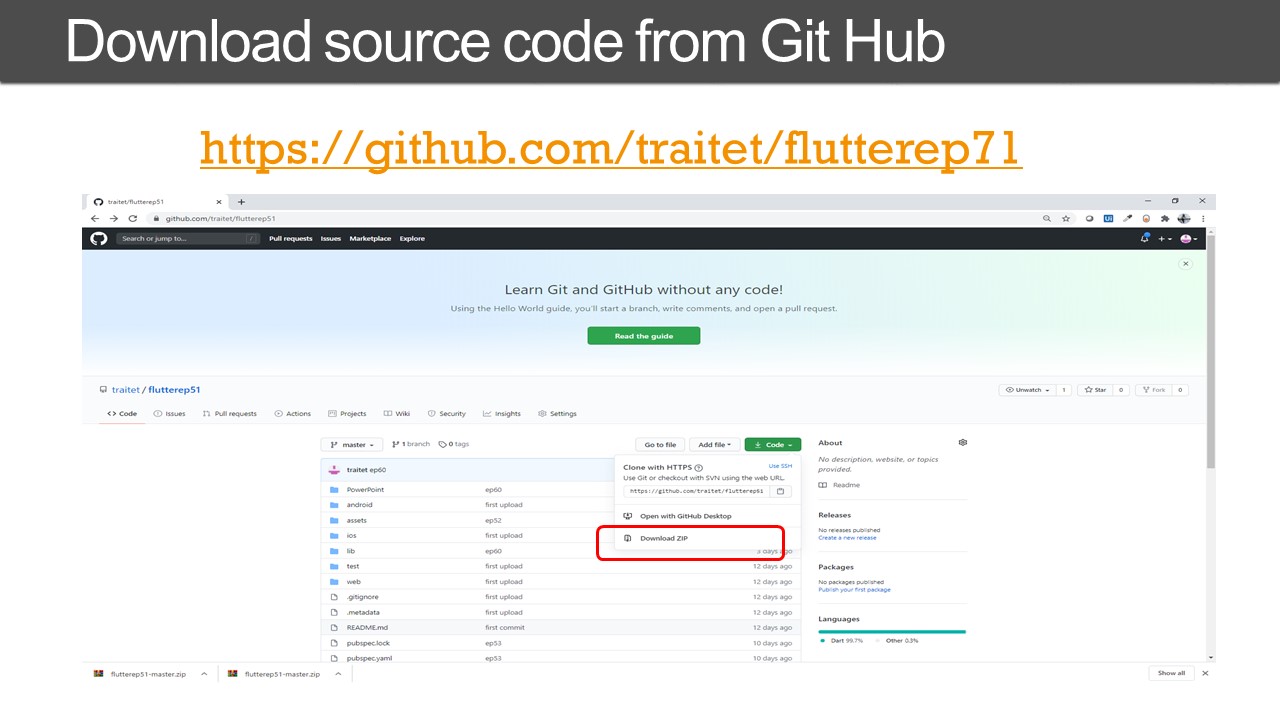 Download source code from Git Hub
https://github.com/traitet/flutterep71
traitet/flutterep51
github.com/traitet/flutterep51
Search or jump to... /
Pull requests Issues Marketplace Explore
Learn Git and GitHub without any code!
Using the Hello World guide, you'll start a branch, write comments, and open a pull request.
Read the guide
traitet / flutterep51
Unwatch 1 Star 0 Fork 0
Code Issues Pull requests Actions Projects Wiki Security Insights Settings
master 1 branch 0 tags Go to file Add file Code
traitet ep60
PowerPoint ep60
android first upload
assets ep52
ios first upload
lib ep60 3 days ago
test first upload 12 days ago
web first upload 12 days ago
.gitignore first upload 12 days ago
.metadata first upload 12 days ago
README.md first commit 12 days ago
pubspec.lock ep53 10 days ago
pubspec.yaml ep53 10 days ago
Clone with HTTPS Use SSH
Use Git or checkout with SVN using the web URL.
https://github.com/traitet/flutterep51
Open with GitHub Desktop
Download ZIP
About
No description, website, or topics
provided.
Readme
Releases
No releases published
Create a new release
Packages
No packages published
Publish your first package
Languages
Dart 99.7% Other 0.3%
flutterep51-master.zip flutterep51-master.zip Show all